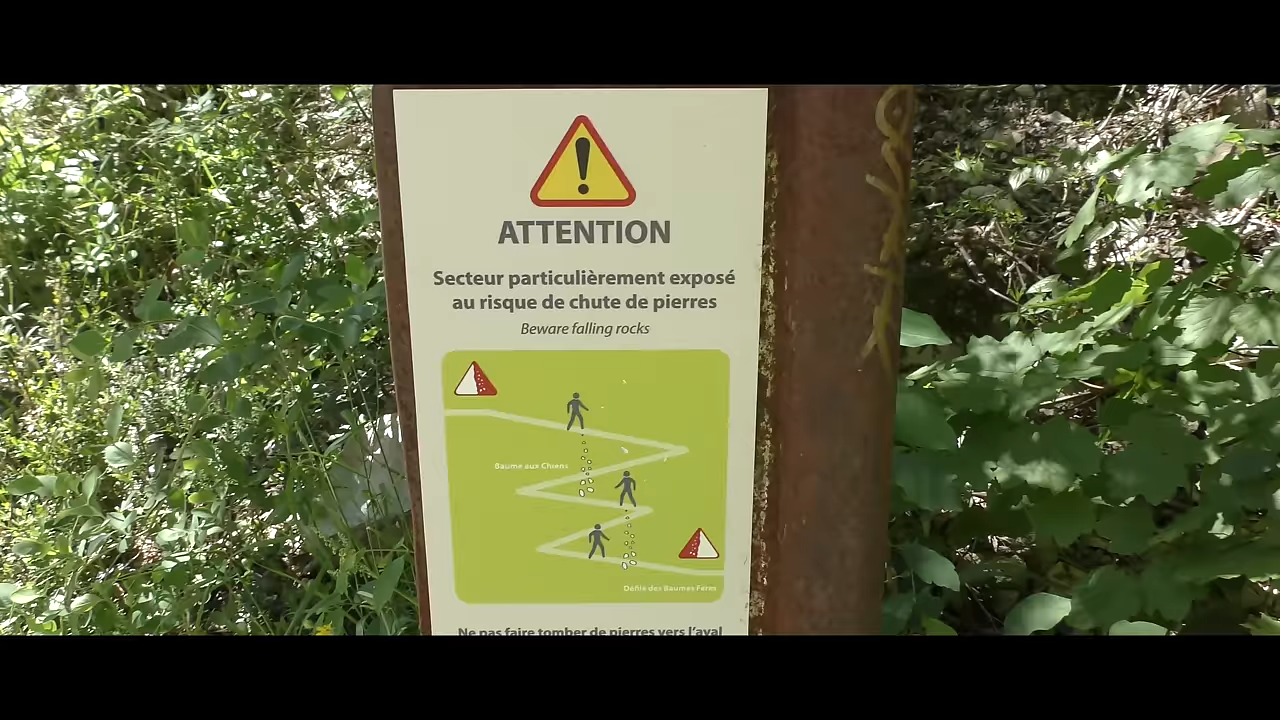 ATTENTION
Secteur particulièrement exposé
au risque de chute de pierres
Beware falling rocks
Baume aux Chiens
Défilé des Baumes Fères
Ne pas faire tomber de pierres vers l'aval